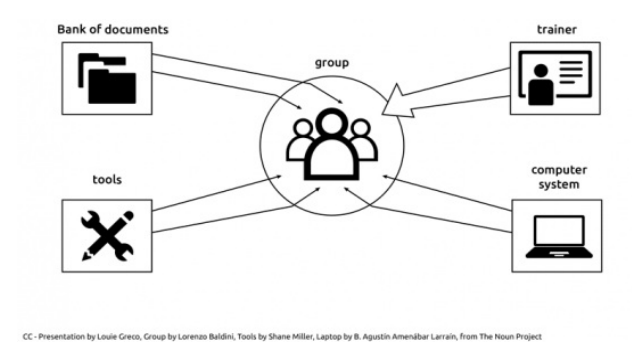 Bank of documents
trainer
group
tools
computer
system
CC - Presentation by Louie Greco, Group by Lorenzo Baldini, Tools by Shane Miller, Laptop by B. Agustín Amenábar Larraín, from The Noun Project